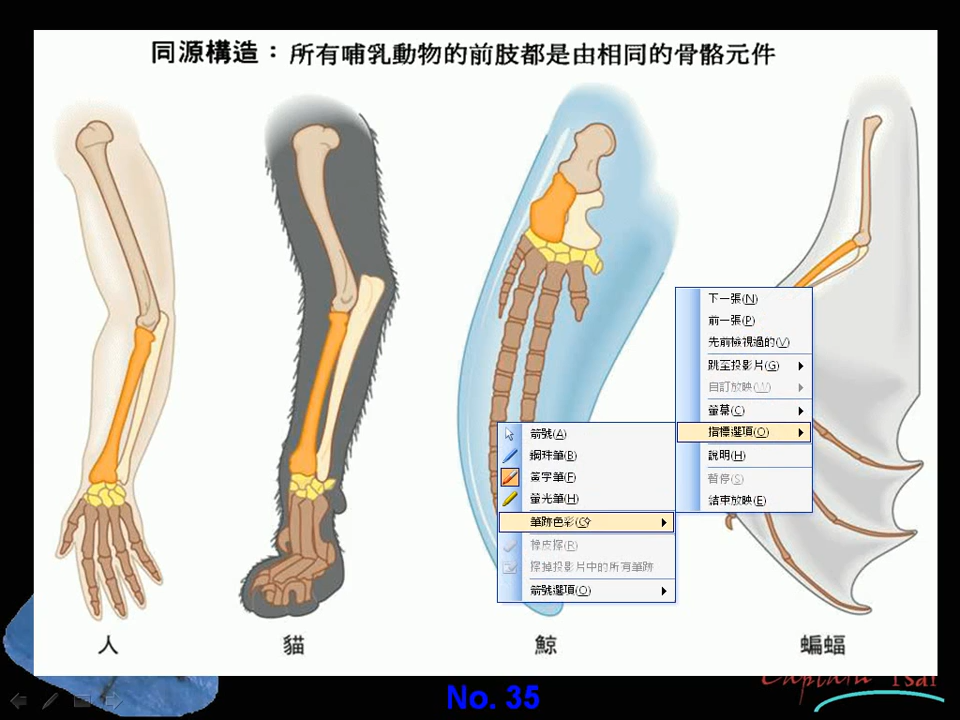 同源構造：所有哺乳動物的前肢都是由相同的骨骼元件
下一張(N)
前一張(P)
先前檢視過的(V)
跳至投影片(G)
自訂放映(W)
螢幕(C)
指標選項(O)
說明(H)
暫停(S)
結束放映(E)
箭號(A)
鋼珠筆(B)
簽字筆(F)
螢光筆(H)
筆跡色彩(C)
橡皮擦(R)
擦掉投影片中的所有筆跡
箭號選項(O)
人
貓
鯨
蝙蝠
Captain Tsai
No. 35